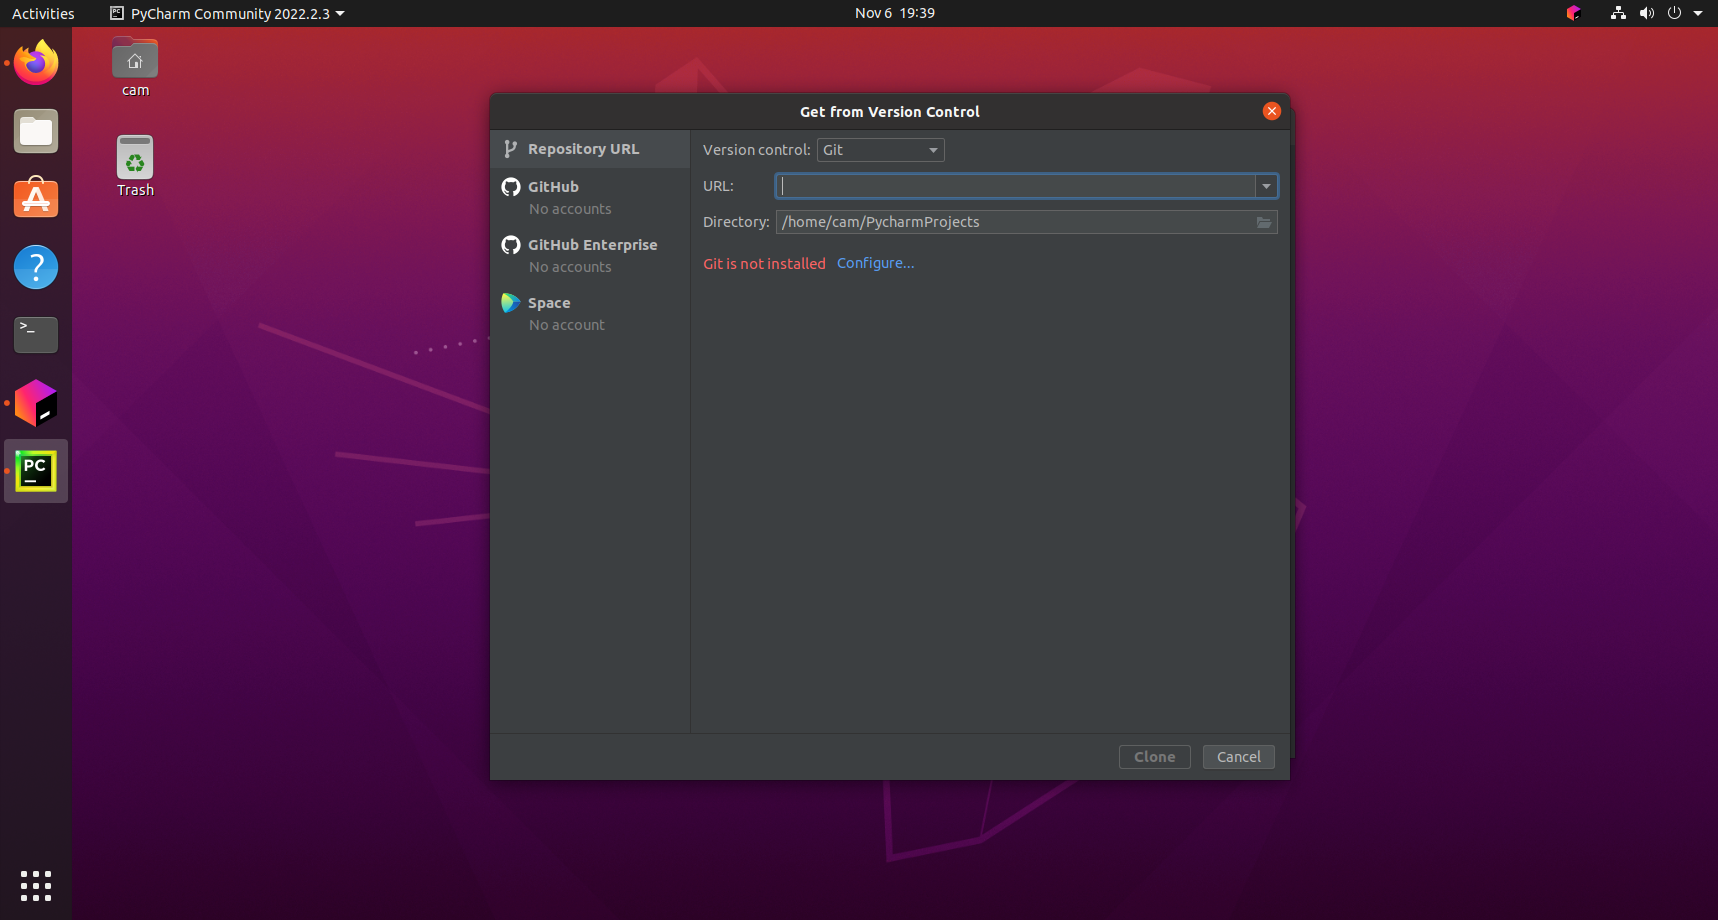 Activities
PyCharm Community 2022.2.3
Nov 6 19:39
cam
Trash
>_
PC
Get from Version Control
Repository URL
GitHub
No accounts
GitHub Enterprise
No accounts
Space
No account
Version control: Git
URL:
Directory: /home/cam/PycharmProjects
Git is not installed Configure...
Clone Cancel